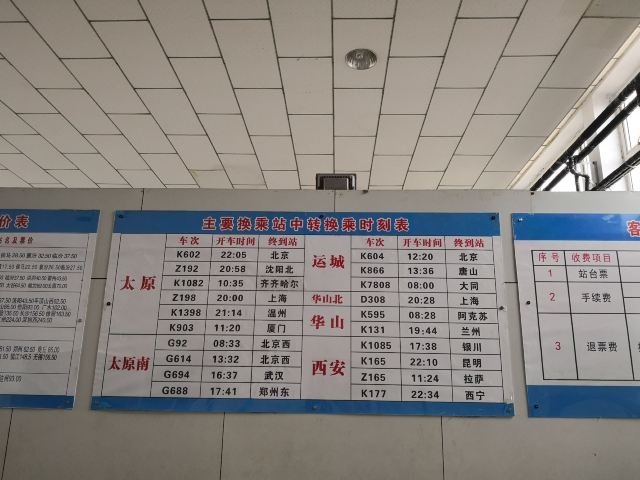 价表
主要换乘站中转换乘时刻表
车次 开车时间 终到站 车次 开车时间 终到站
太原
K602 22:05 北京
Z192 20:58 沈阳北
K1082 10:35 齐齐哈尔
Z198 20:00 上海
K1398 21:14 温州
K903 11:20 厦门
太原南
G92 08:33 北京西
G614 13:32 北京西
G694 16:37 武汉
G688 17:41 郑州东
运城
K604 12:20 北京
K866 13:36 唐山
K7808 08:00 大同
华山北
D308 20:28 上海
华山
K595 08:28 阿克苏
K131 19:44 兰州
西安
K1085 17:38 银川
K165 22:10 昆明
Z165 11:24 拉萨
K177 22:34 西宁
客
序号 收费项目
1 站台票
2 手续费
3 退票费